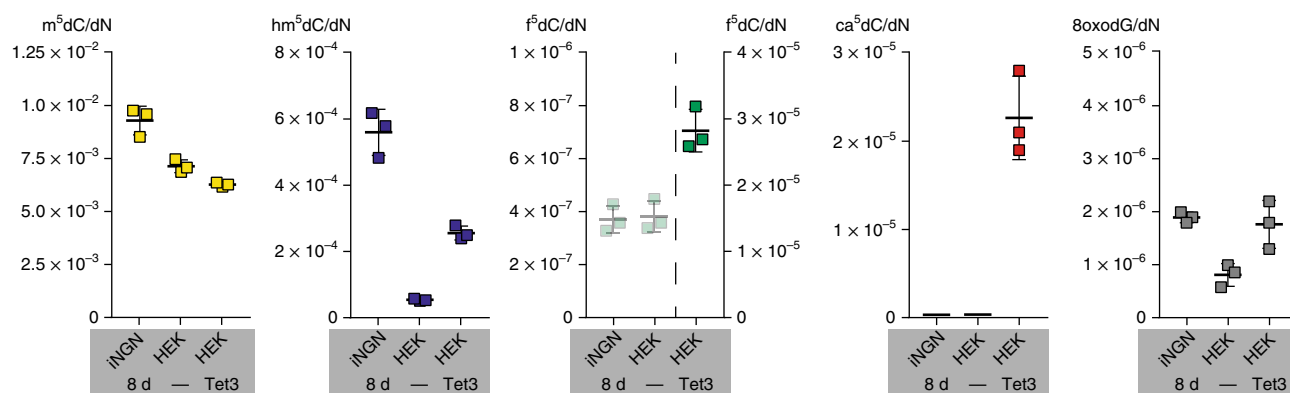 m⁵dC/dN
1.25 × 10⁻²
1.0 × 10⁻²
7.5 × 10⁻³
5.0 × 10⁻³
2.5 × 10⁻³
0
iNGN HEK HEK
8 d — Tet3
hm⁵dC/dN
8 × 10⁻⁴
6 × 10⁻⁴
4 × 10⁻⁴
2 × 10⁻⁴
0
iNGN HEK HEK
8 d — Tet3
f⁵dC/dN
1 × 10⁻⁶
8 × 10⁻⁷
6 × 10⁻⁷
4 × 10⁻⁷
2 × 10⁻⁷
0
f⁵dC/dN
4 × 10⁻⁵
3 × 10⁻⁵
2 × 10⁻⁵
1 × 10⁻⁵
0
iNGN HEK HEK
8 d — Tet3
ca⁵dC/dN
3 × 10⁻⁵
2 × 10⁻⁵
1 × 10⁻⁵
0
iNGN HEK HEK
8 d — Tet3
8oxodG/dN
5 × 10⁻⁶
4 × 10⁻⁶
3 × 10⁻⁶
2 × 10⁻⁶
1 × 10⁻⁶
0
iNGN HEK HEK
8 d — Tet3